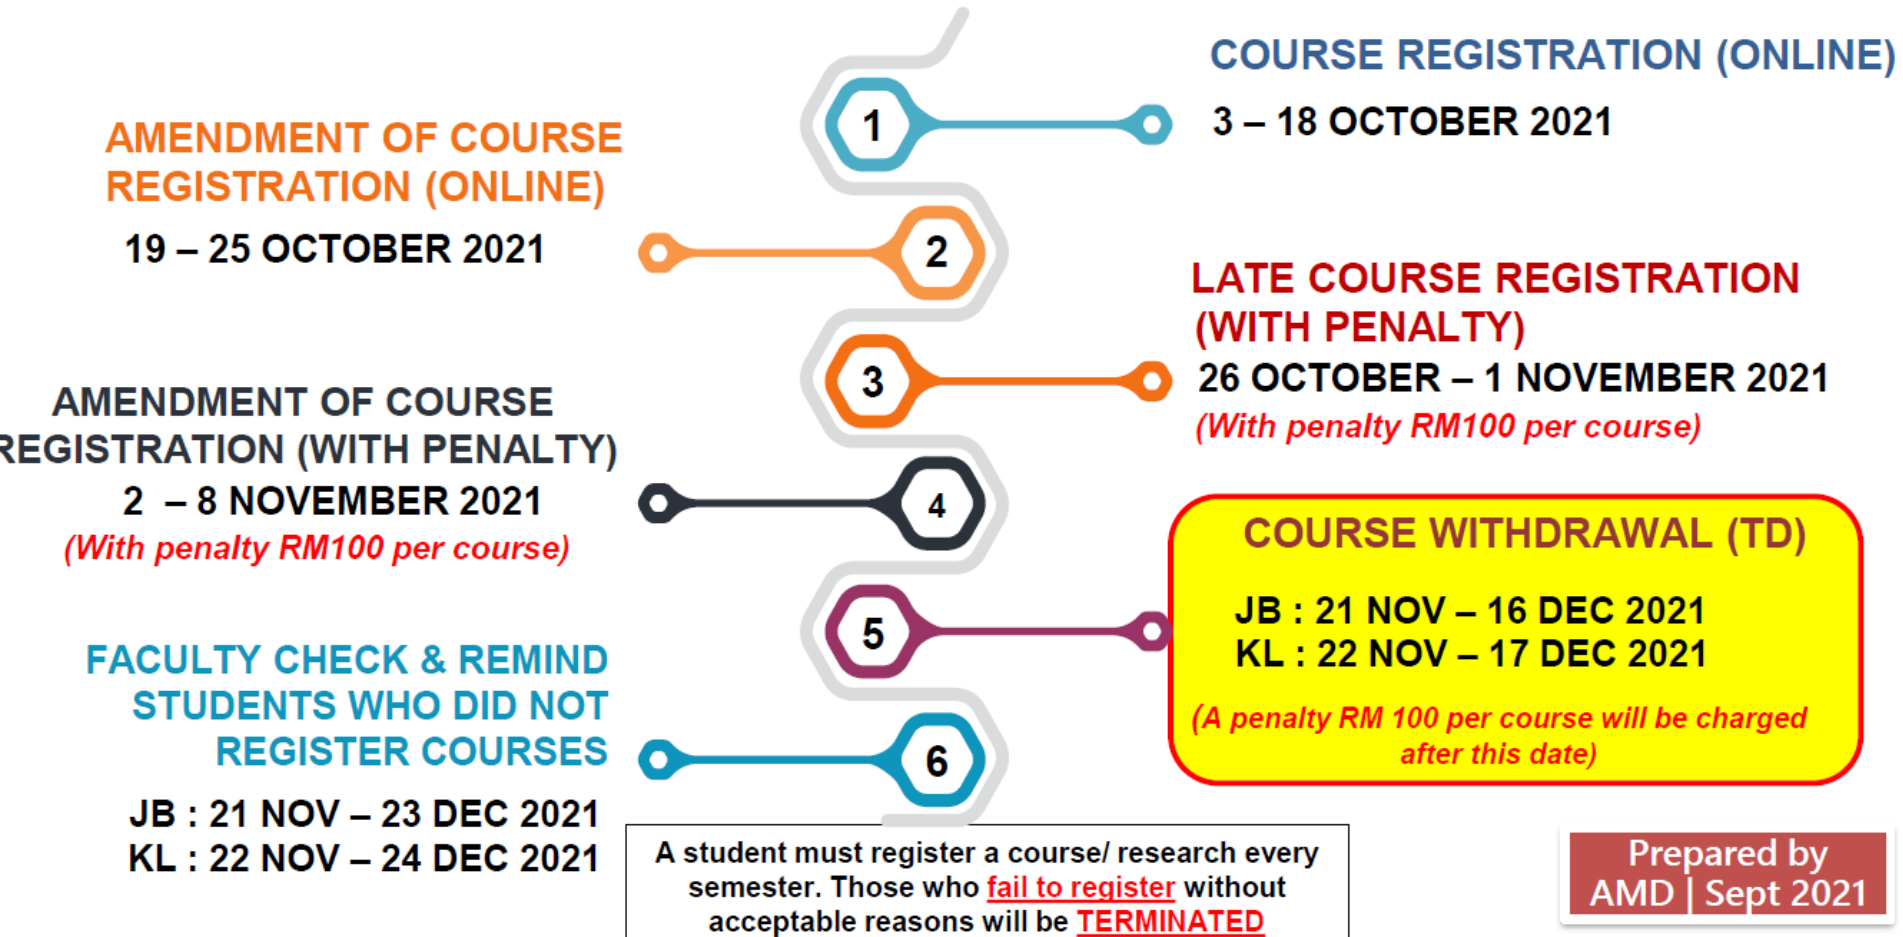 COURSE REGISTRATION (ONLINE)
1
3 – 18 OCTOBER 2021
AMENDMENT OF COURSE
REGISTRATION (ONLINE)
19 – 25 OCTOBER 2021
2
LATE COURSE REGISTRATION
(WITH PENALTY)
3
26 OCTOBER – 1 NOVEMBER 2021
(With penalty RM100 per course)
AMENDMENT OF COURSE
REGISTRATION (WITH PENALTY)
2 – 8 NOVEMBER 2021
(With penalty RM100 per course)
4
COURSE WITHDRAWAL (TD)
5
JB : 21 NOV – 16 DEC 2021
KL : 22 NOV – 17 DEC 2021
(A penalty RM 100 per course will be charged
after this date)
FACULTY CHECK & REMIND
STUDENTS WHO DID NOT
REGISTER COURSES
6
JB : 21 NOV – 23 DEC 2021
KL : 22 NOV – 24 DEC 2021
A student must register a course/ research every
semester. Those who fail to register without
acceptable reasons will be TERMINATED
Prepared by
AMD | Sept 2021